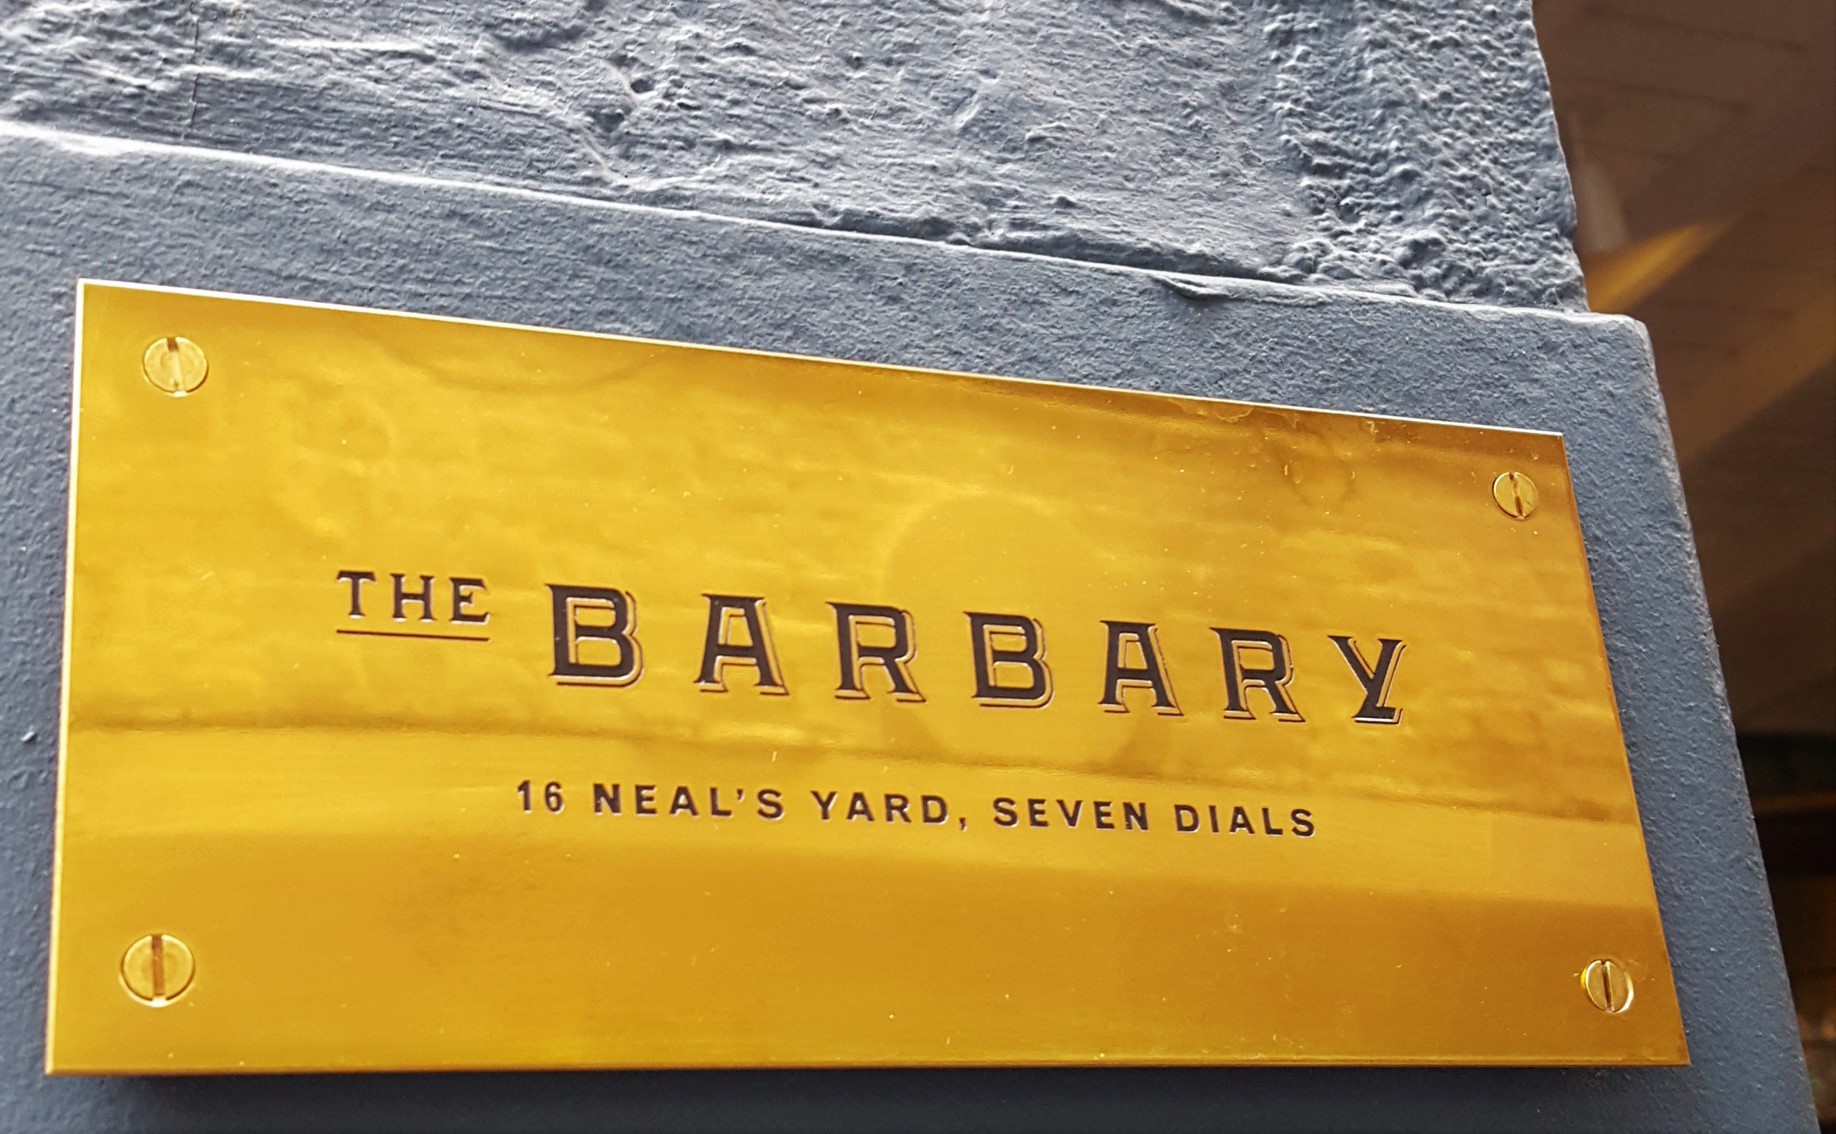 THE BARBARY
16 NEAL'S YARD, SEVEN DIALS